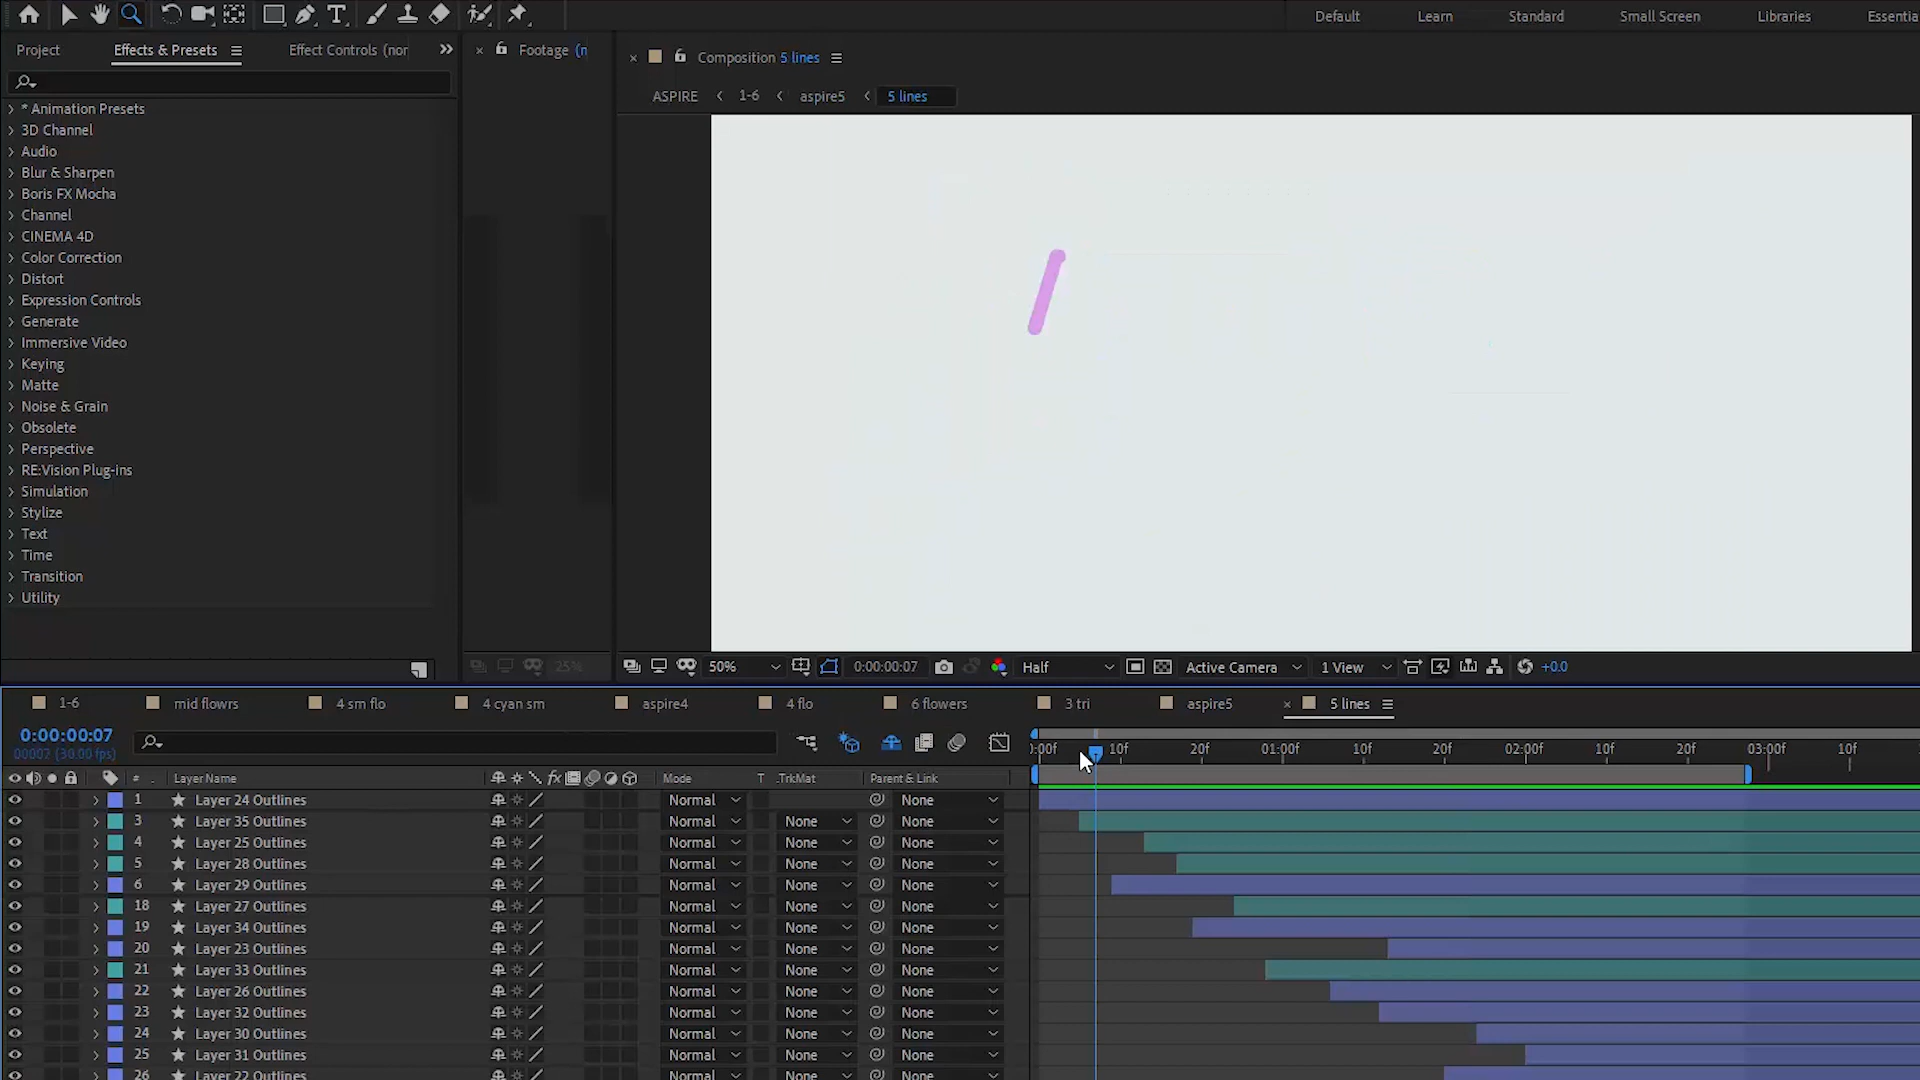 Default Learn Standard Small Screen Libraries Essentia
Project Effects & Presets Effect Controls (nor Footage (n
Composition 5 lines
ASPIRE 1-6 aspire5 5 lines
* Animation Presets
3D Channel
Audio
Blur & Sharpen
Boris FX Mocha
Channel
CINEMA 4D
Color Correction
Distort
Expression Controls
Generate
Immersive Video
Keying
Matte
Noise & Grain
Obsolete
Perspective
RE:Vision Plug-ins
Simulation
Stylize
Text
Time
Transition
Utility
25% 50% 0:00:00:07 Half Active Camera 1 View +0.0
1-6 mid flowrs 4 sm flo 4 cyan sm aspire4 4 flo 6 flowers 3 tri aspire5 5 lines
0:00:00:07
00007 (30.00 fps)
):00f 10f 20f 01:00f 10f 20f 02:00f 10f 20f 03:00f 10f
# Layer Name fx Mode T .TrkMat Parent & Link
1 Layer 24 Outlines Normal None
3 Layer 35 Outlines Normal None None
4 Layer 25 Outlines Normal None None
5 Layer 28 Outlines Normal None None
6 Layer 29 Outlines Normal None None
18 Layer 27 Outlines Normal None None
19 Layer 34 Outlines Normal None None
20 Layer 23 Outlines Normal None None
21 Layer 33 Outlines Normal None None
22 Layer 26 Outlines Normal None None
23 Layer 32 Outlines Normal None None
24 Layer 30 Outlines Normal None None
25 Layer 31 Outlines Normal None None
26 Layer 22 Outlines Normal None None